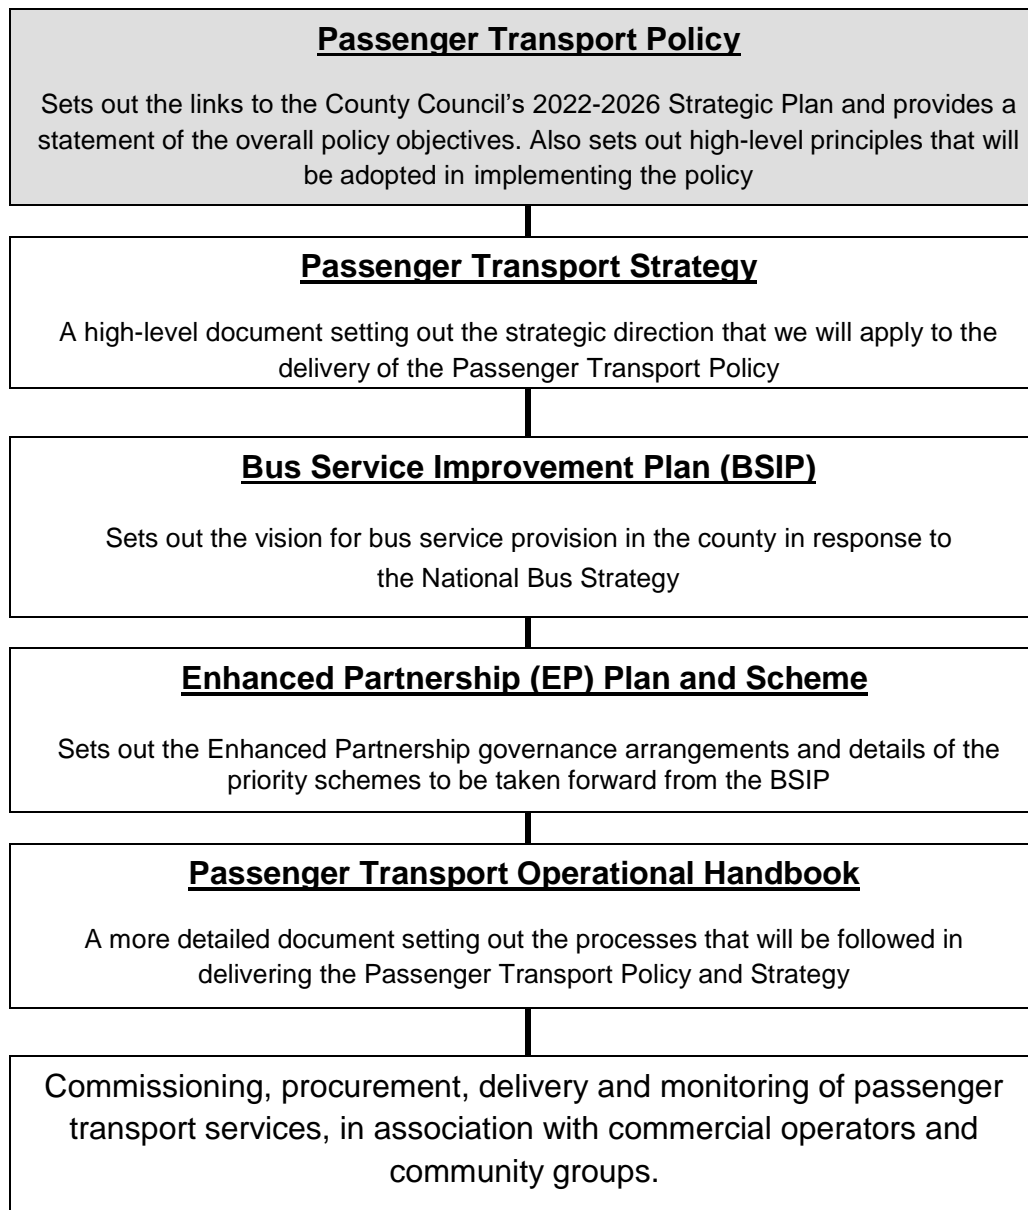 Passenger Transport Policy
Sets out the links to the County Council's 2022-2026 Strategic Plan and provides a
statement of the overall policy objectives. Also sets out high-level principles that will
be adopted in implementing the policy
Passenger Transport Strategy
A high-level document setting out the strategic direction that we will apply to the
delivery of the Passenger Transport Policy
Bus Service Improvement Plan (BSIP)
Sets out the vision for bus service provision in the county in response to
the National Bus Strategy
Enhanced Partnership (EP) Plan and Scheme
Sets out the Enhanced Partnership governance arrangements and details of the
priority schemes to be taken forward from the BSIP
Passenger Transport Operational Handbook
A more detailed document setting out the processes that will be followed in
delivering the Passenger Transport Policy and Strategy
Commissioning, procurement, delivery and monitoring of passenger
transport services, in association with commercial operators and
community groups.